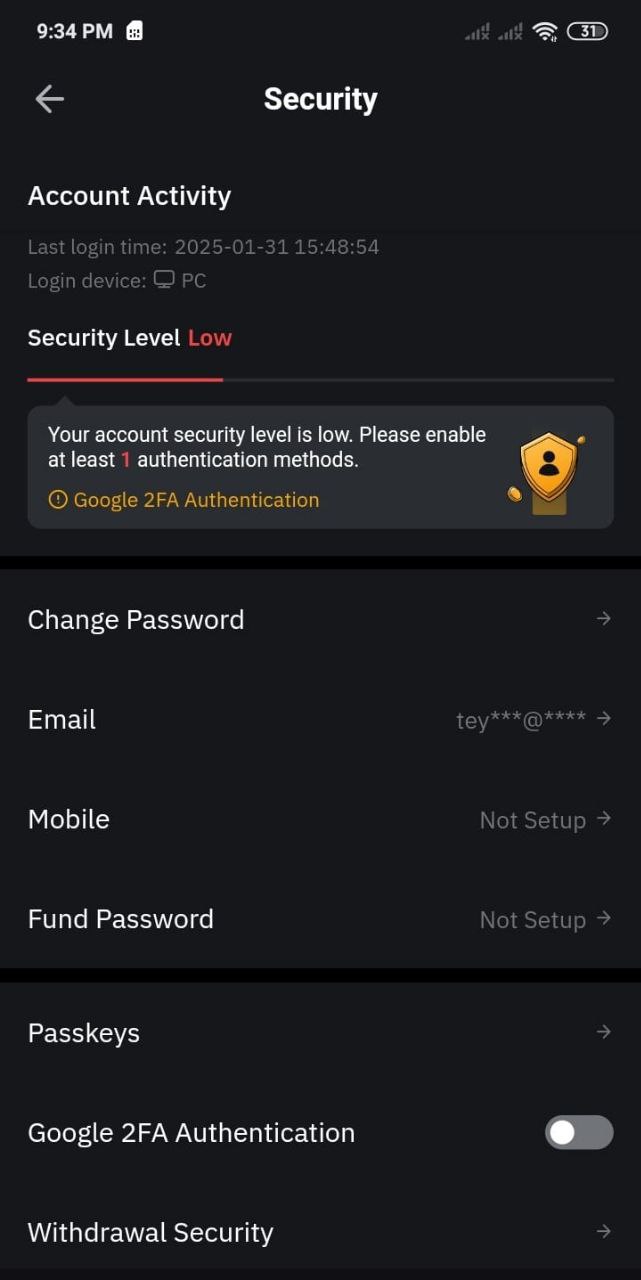 9:34 PM
31
Security
Account Activity
Last login time: 2025-01-31 15:48:54
Login device: PC
Security Level Low
Your account security level is low. Please enable
at least 1 authentication methods.
Google 2FA Authentication
Change Password
Email tey***@****
Mobile Not Setup
Fund Password Not Setup
Passkeys
Google 2FA Authentication
Withdrawal Security